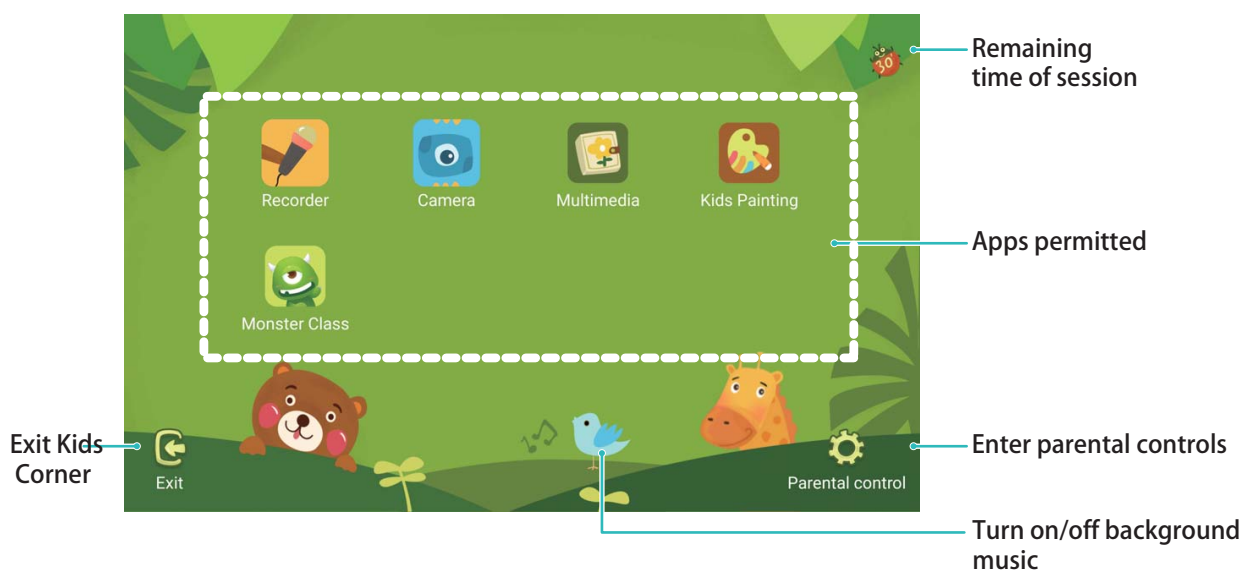 Remaining
time of session
30
Recorder
Camera
Multimedia
Kids Painting
Apps permitted
Monster Class
Exit Kids
Corner
Exit
Parental control
Enter parental controls
Turn on/off background
music